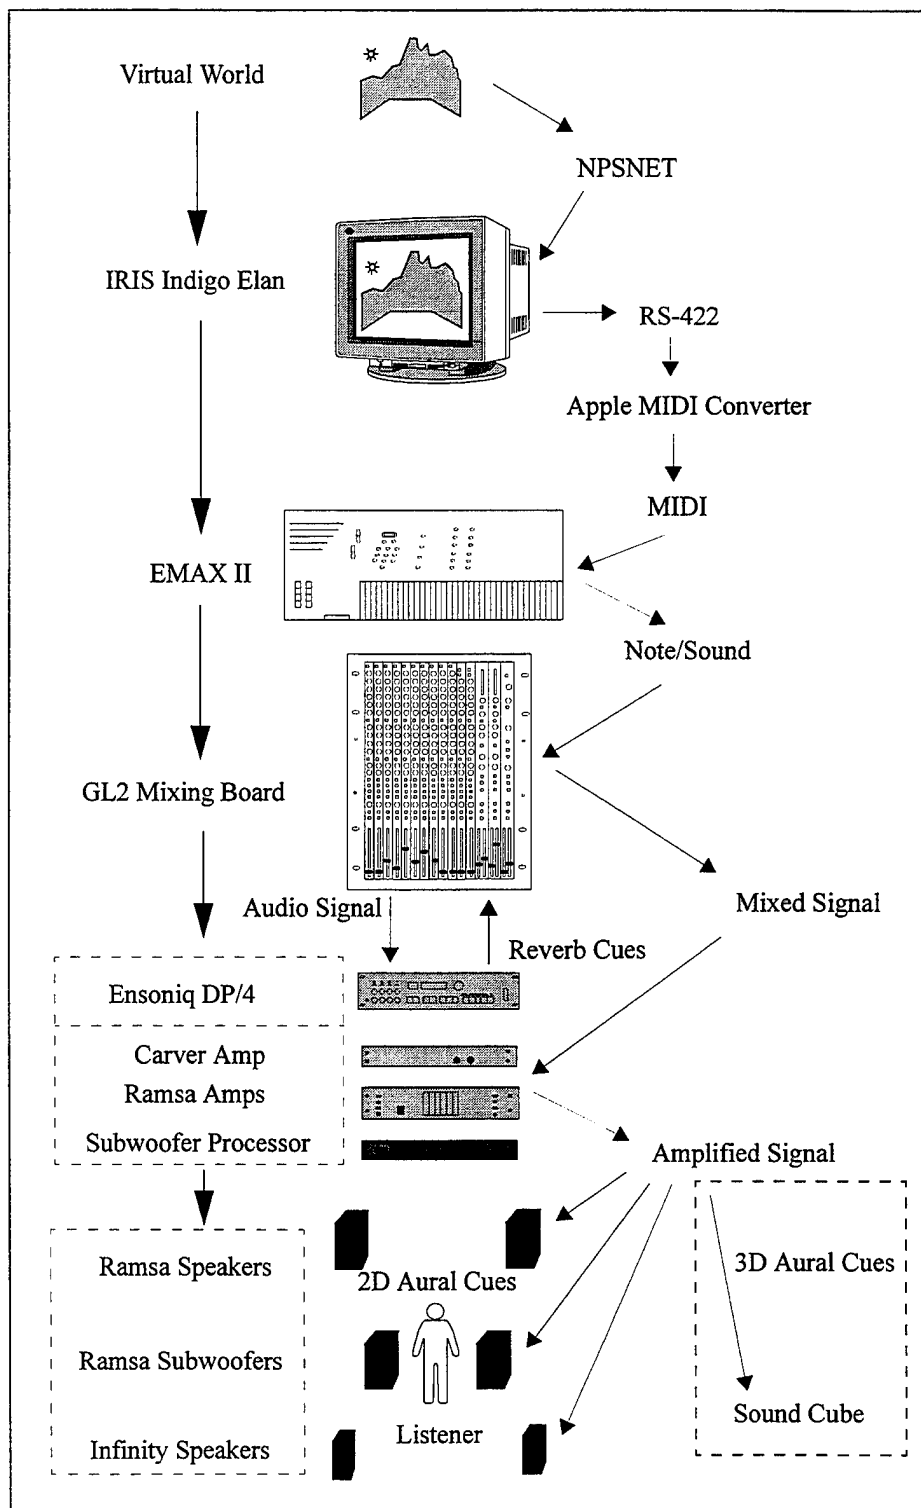 Virtual World
NPSNET
IRIS Indigo Elan
RS-422
Apple MIDI Converter
MIDI
EMAX II
Note/Sound
GL2 Mixing Board
Audio Signal
Mixed Signal
Reverb Cues
Ensoniq DP/4
Carver Amp
Ramsa Amps
Subwoofer Processor
Amplified Signal
Ramsa Speakers
3D Aural Cues
2D Aural Cues
Ramsa Subwoofers
Sound Cube
Listener
Infinity Speakers